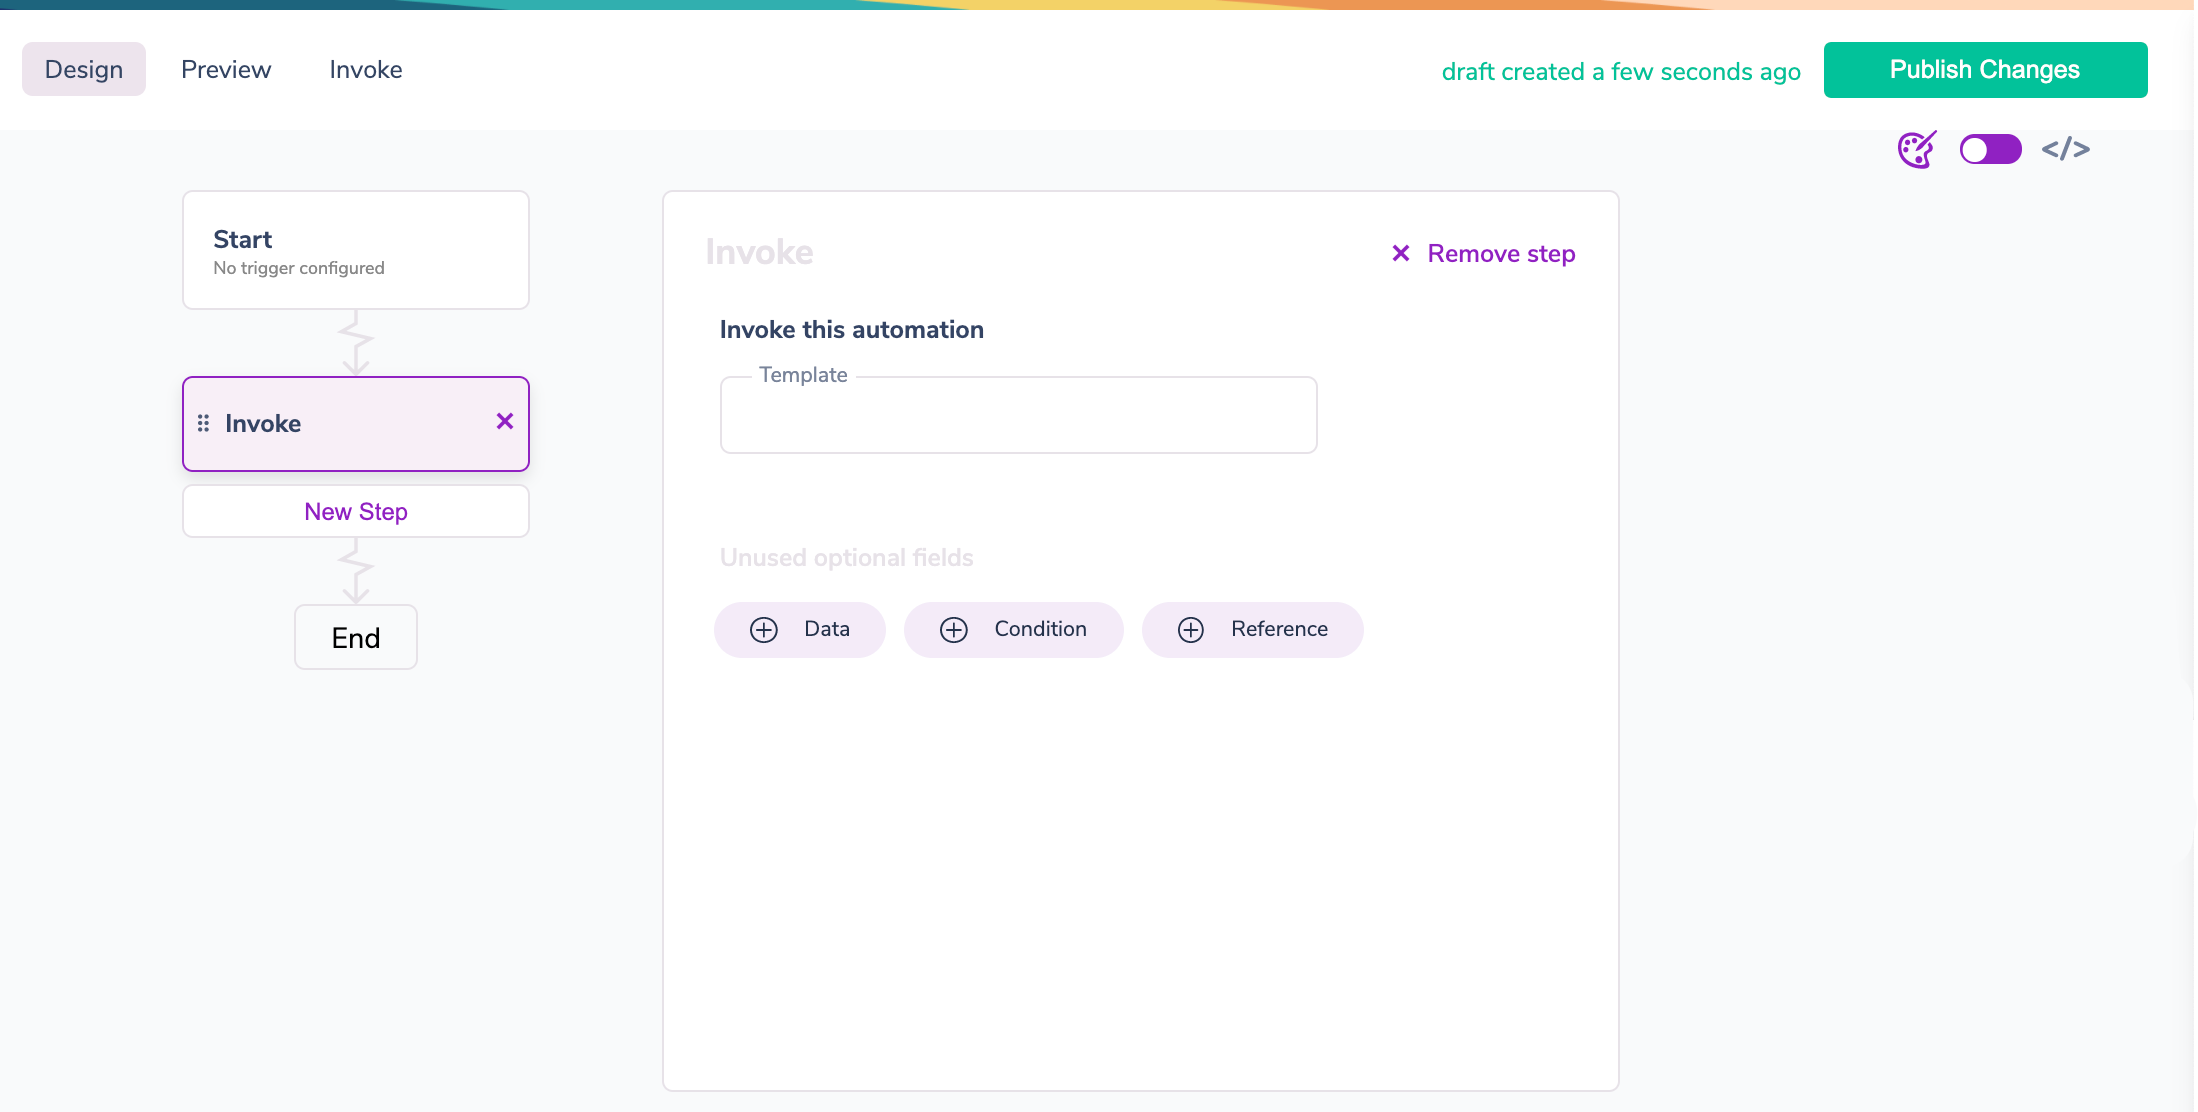 Design
Preview
Invoke
draft created a few seconds ago
Publish Changes
</>
Start
No trigger configured
Invoke
New Step
End
Invoke
Remove step
Invoke this automation
Template
Unused optional fields
Data
Condition
Reference